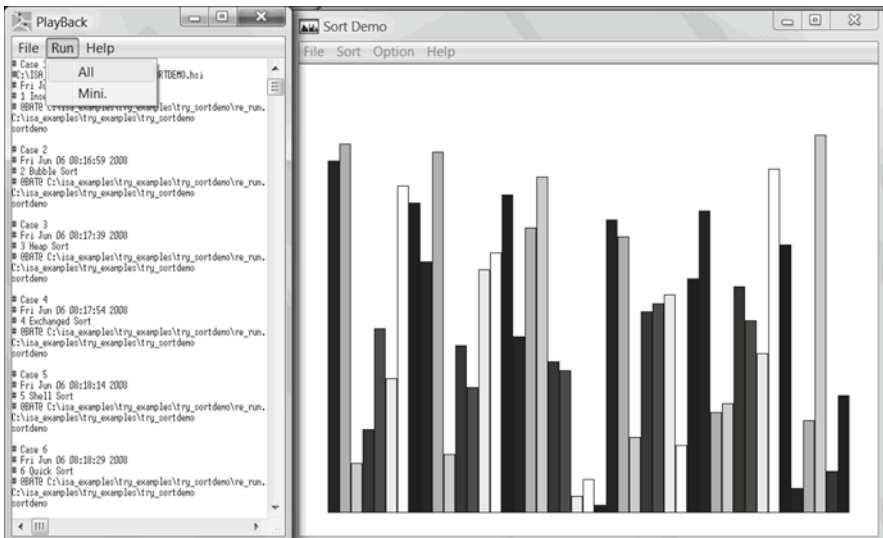 PlayBack
File Run Help
All
Mini.
# Case 1
#C:\ISA RTDEMO.hsi
# Fri Ju
# 1 Inse
# @BAT@ C:\isa_examples\try_examples\try_sortdemo\re_run.
C:\isa_examples\try_examples\try_sortdemo
sortdemo
# Case 2
# Fri Jun 06 08:16:59 2008
# 2 Bubble Sort
# @BAT@ C:\isa_examples\try_examples\try_sortdemo\re_run.
C:\isa_examples\try_examples\try_sortdemo
sortdemo
# Case 3
# Fri Jun 06 08:17:39 2008
# 3 Heap Sort
# @BAT@ C:\isa_examples\try_examples\try_sortdemo\re_run.
C:\isa_examples\try_examples\try_sortdemo
sortdemo
# Case 4
# Fri Jun 06 08:17:54 2008
# 4 Exchanged Sort
# @BAT@ C:\isa_examples\try_examples\try_sortdemo\re_run.
C:\isa_examples\try_examples\try_sortdemo
sortdemo
# Case 5
# Fri Jun 06 08:18:14 2008
# 5 Shell Sort
# @BAT@ C:\isa_examples\try_examples\try_sortdemo\re_run.
C:\isa_examples\try_examples\try_sortdemo
sortdemo
# Case 6
# Fri Jun 06 08:18:29 2008
# 6 Quick Sort
# @BAT@ C:\isa_examples\try_examples\try_sortdemo\re_run.
C:\isa_examples\try_examples\try_sortdemo
sortdemo
Sort Demo
File Sort Option Help